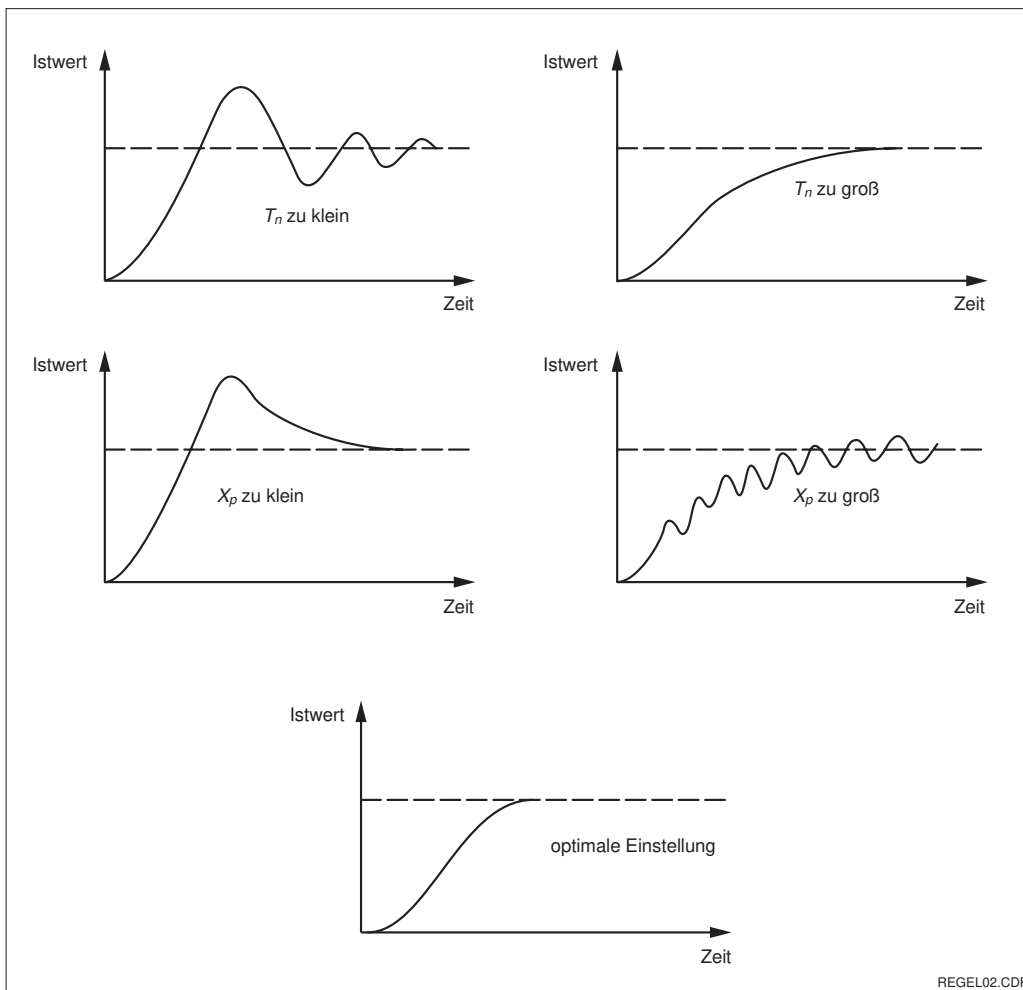 Istwert
Tn zu klein
Zeit
Istwert
Tn zu groß
Zeit
Istwert
Xp zu klein
Zeit
Istwert
Xp zu groß
Zeit
Istwert
optimale Einstellung
Zeit
REGEL02.CDR